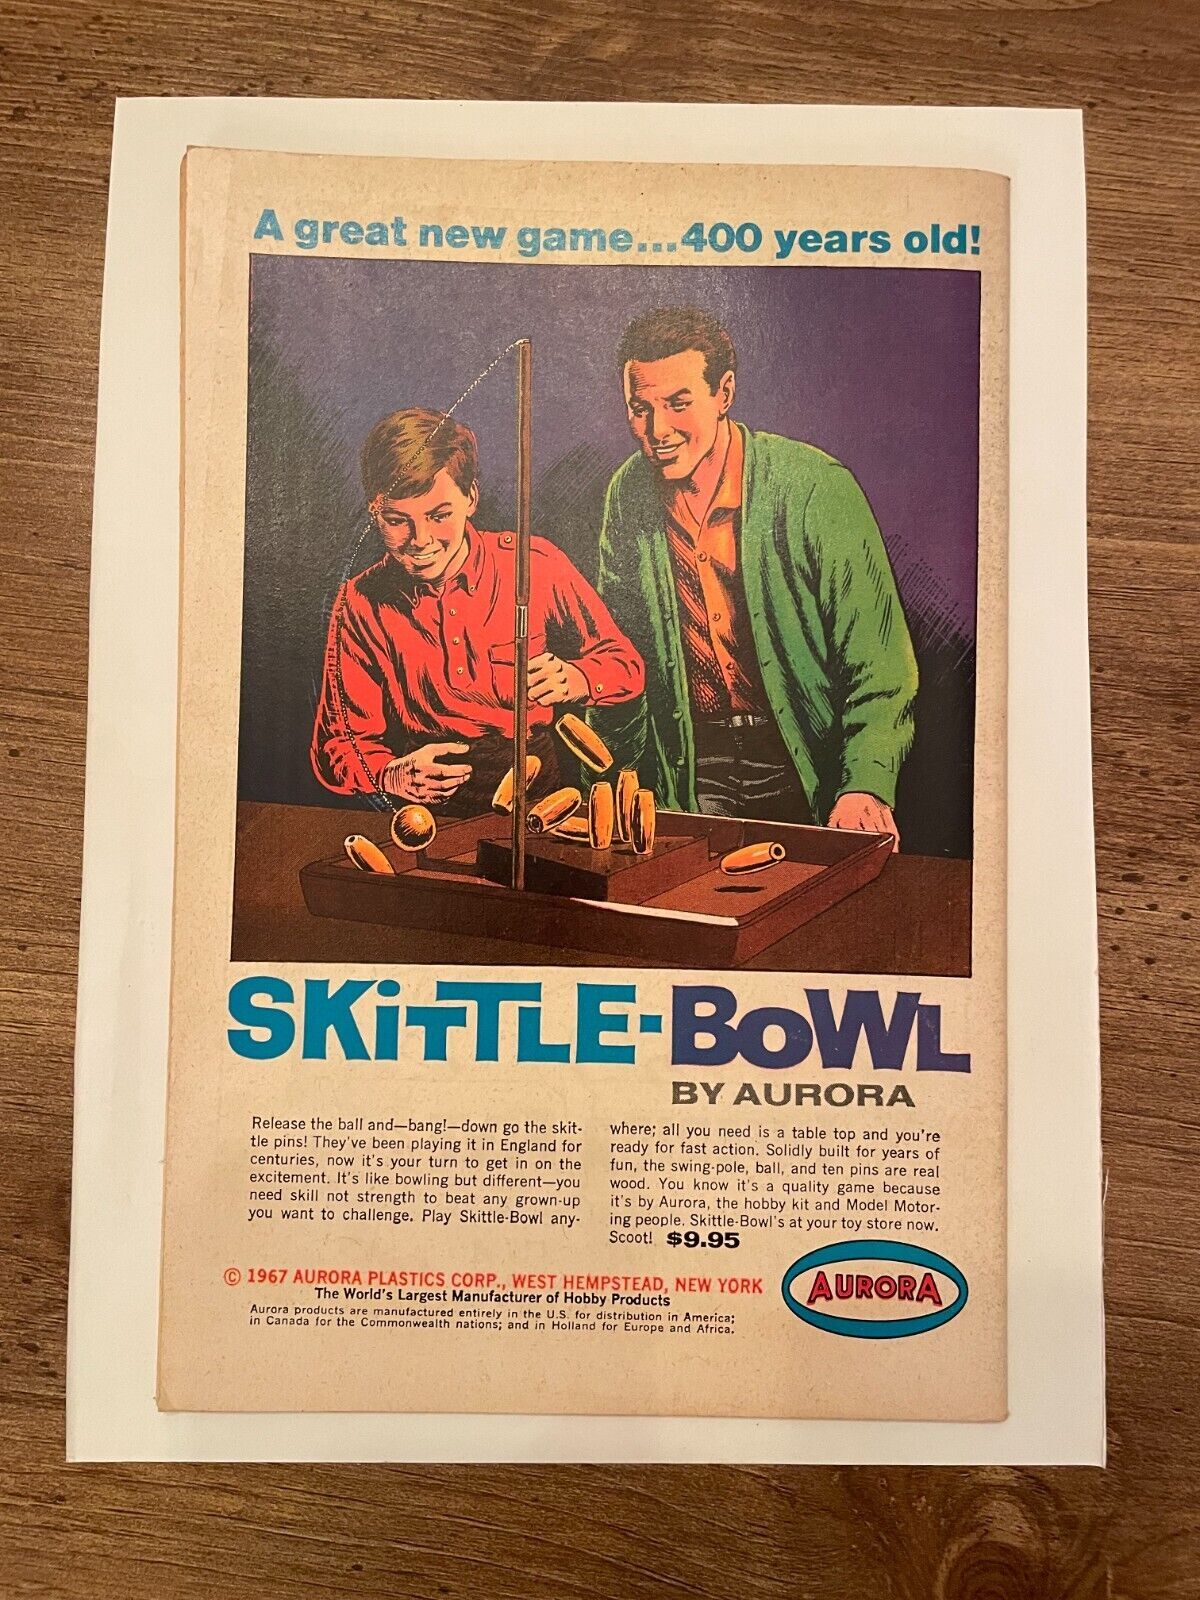 A great new game...400 years old!
SKiTTLE-BoWL
BY AURORA
Release the ball and—bang!—down go the skit-
tle pins! They've been playing it in England for
centuries, now it's your turn to get in on the
excitement. It's like bowling but different—you
need skill not strength to beat any grown-up
you want to challenge. Play Skittle-Bowl any-
where; all you need is a table top and you're
ready for fast action. Solidly built for years of
fun, the swing-pole, ball, and ten pins are real
wood. You know it's a quality game because
it's by Aurora, the hobby kit and Model Motor-
ing people. Skittle-Bowl's at your toy store now.
Scoot! $9.95
© 1967 AURORA PLASTICS CORP., WEST HEMPSTEAD, NEW YORK
The World's Largest Manufacturer of Hobby Products
Aurora products are manufactured entirely in the U.S. for distribution in America;
in Canada for the Commonwealth nations; and in Holland for Europe and Africa.
AURORA